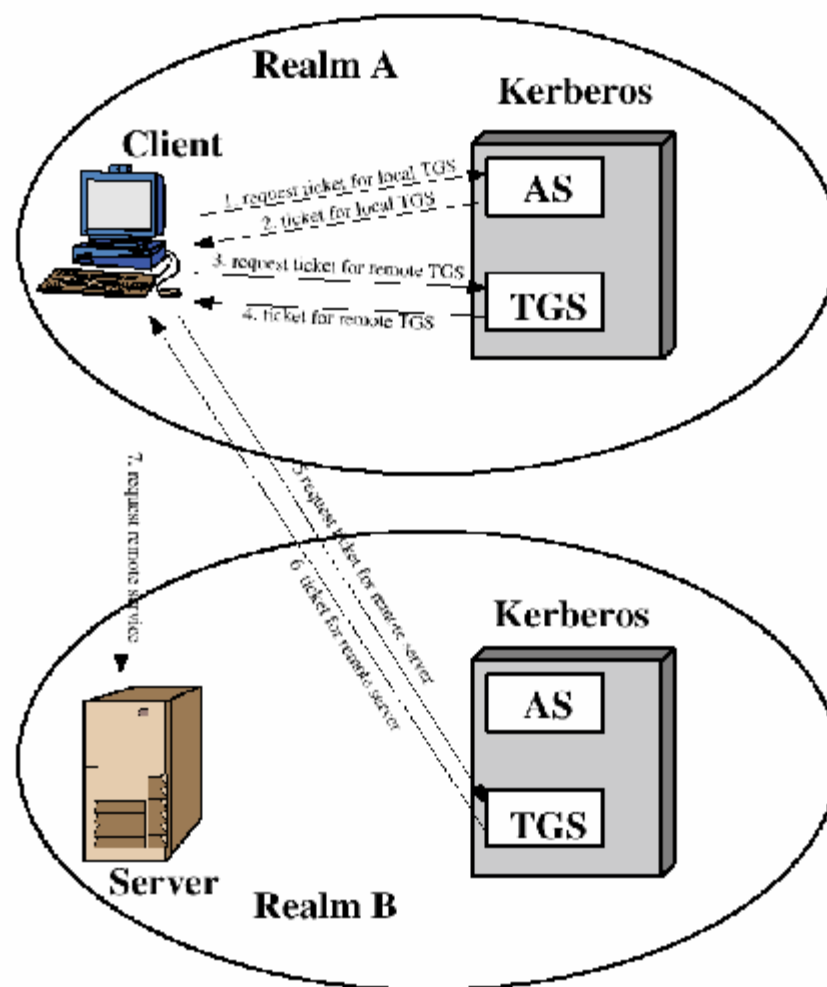 Realm A
Kerberos
Client
1. request ticket for local TGS
AS
2. ticket for local TGS
3. request ticket for remote TGS
TGS
4. ticket for remote TGS
7. request remote service
5 request ticket for remote server
6. ticket for remote server
Kerberos
AS
TGS
Server
Realm B